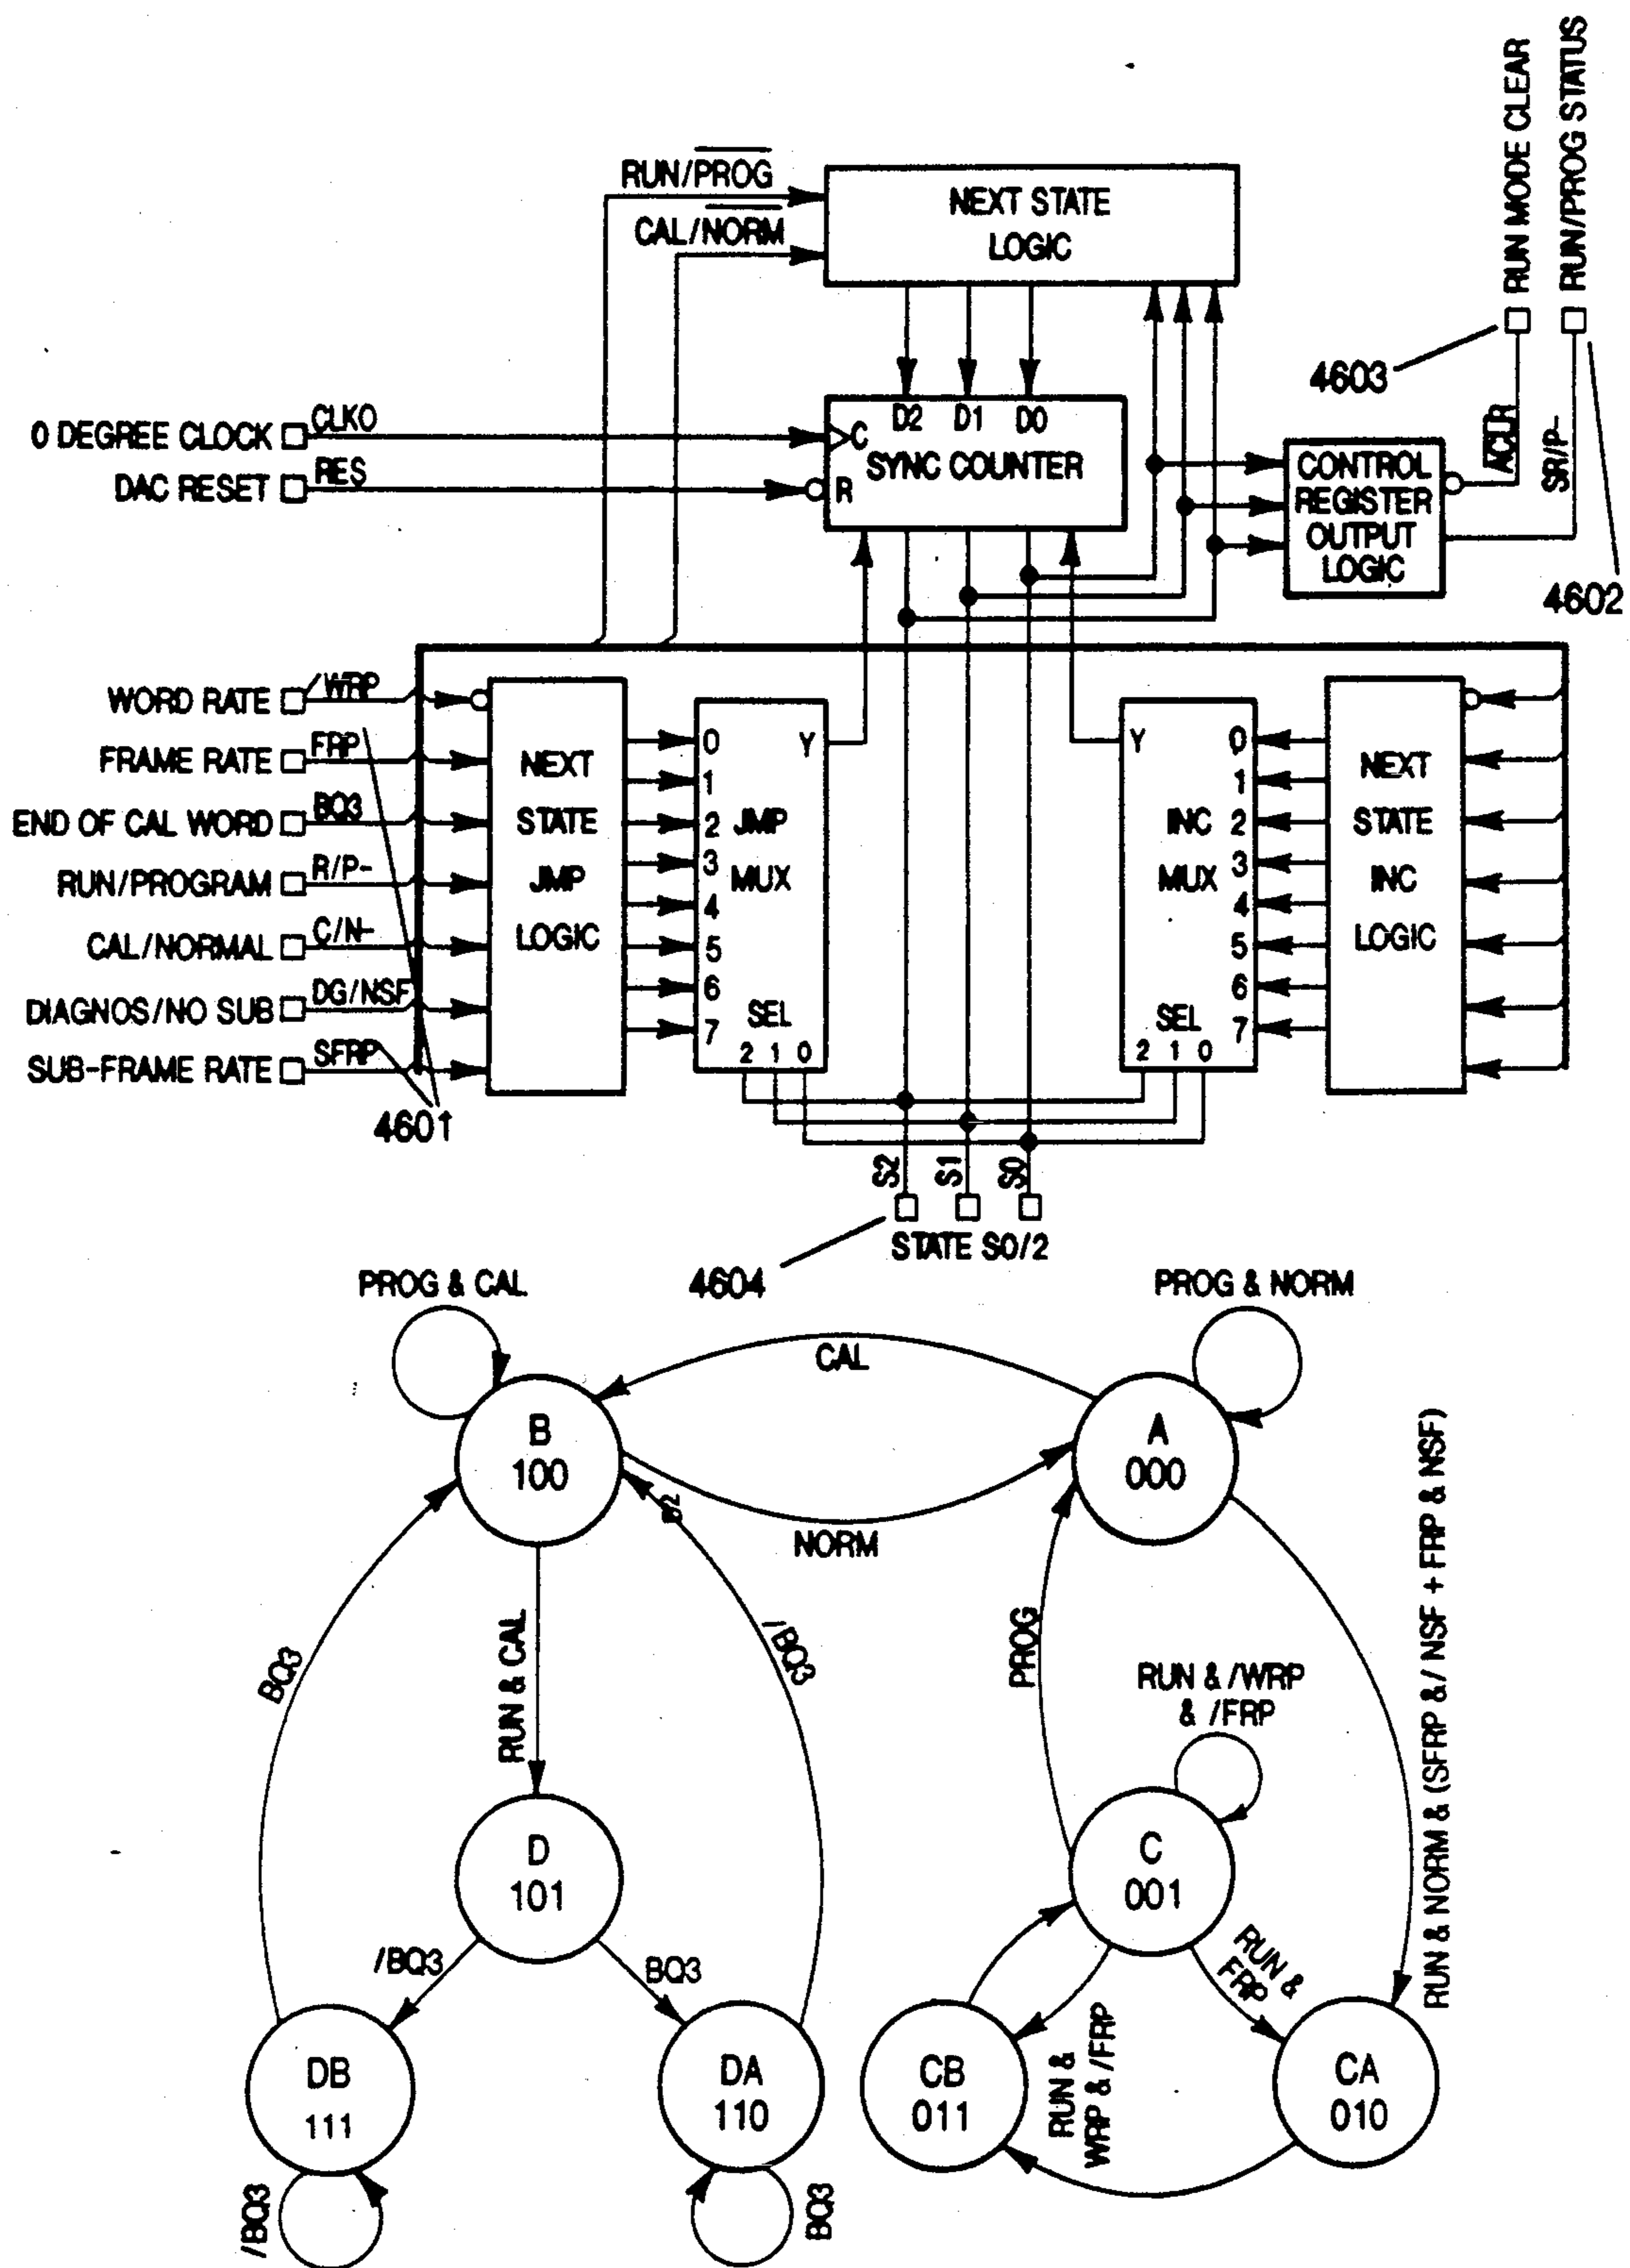 RUN MODE CLEAR
RUN/PROG STATUS
RUN/PROG
CAL/NORM
NEXT STATE
LOGIC
4603
D2 D1 D0
0 DEGREE CLOCK CLK0
C
SYNC COUNTER
DAC RESET RES
R
CONTROL
REGISTER
OUTPUT
LOGIC
ACLR
SR/P-
4602
WORD RATE /WRP
FRAME RATE FRP
END OF CAL WORD BQ3
RUN/PROGRAM R/P-
CAL/NORMAL C/N-
DIAGNOS/NO SUB DG/NSF
SUB-FRAME RATE SFRP
4601
NEXT
STATE
JMP
LOGIC
0 Y
1
2 JMP
3 MUX
4
5
6
SEL
7
2 1 0
Y 0
1
INC 2
3
MUX
4
5
6
SEL
7
2 1 0
NEXT
STATE
INC
LOGIC
S2 S1 S0
STATE S0/2
4604
PROG & CAL
PROG & NORM
CAL
B
100
A
000
NORM
BQ3
RUN & CAL
/BQ3
PROG
RUN & /WRP
& /FRP
RUN & NORM & (SFRP &/ NSF + FRP & NSF)
D
101
C
001
/BQ3
BQ3
RUN &
FRP
RUN &
WRP & /FRP
DB
111
DA
110
CB
011
CA
010
/BQ3
BQ3